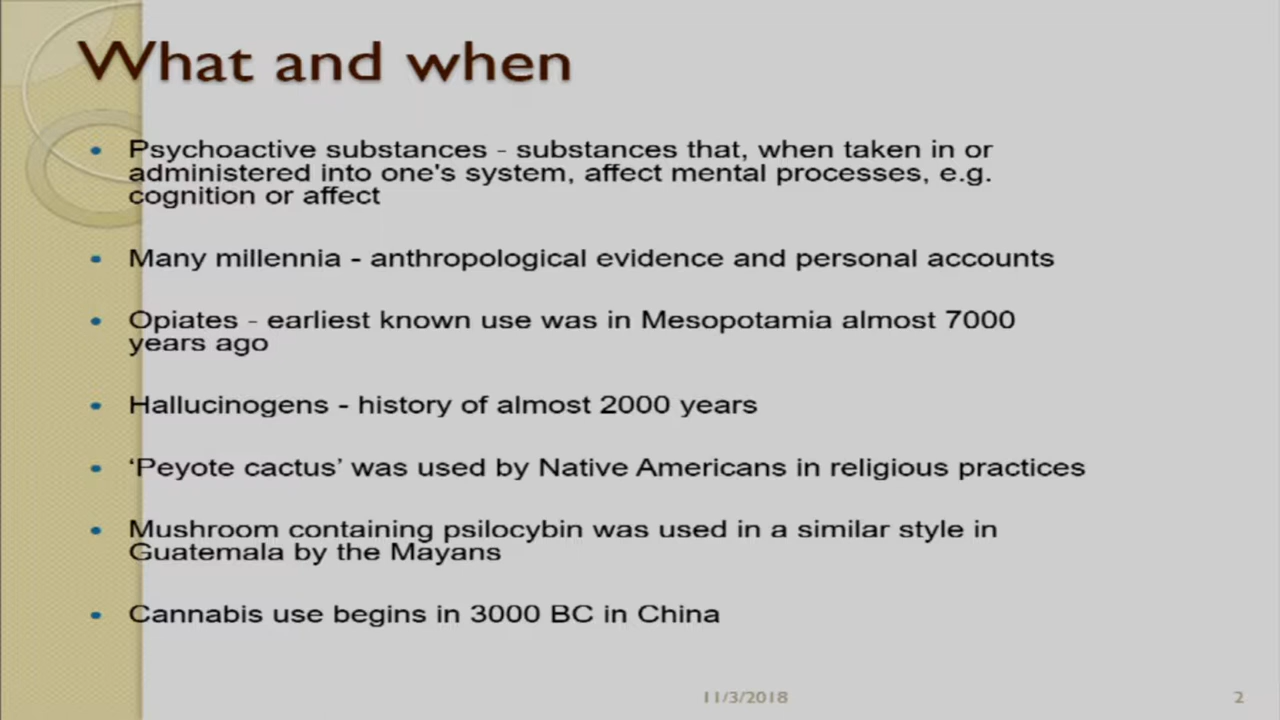 What and when
Psychoactive substances - substances that, when taken in or
administered into one's system, affect mental processes, e.g.
cognition or affect
Many millennia - anthropological evidence and personal accounts
Opiates - earliest known use was in Mesopotamia almost 7000
years ago
Hallucinogens - history of almost 2000 years
‘Peyote cactus’ was used by Native Americans in religious practices
Mushroom containing psilocybin was used in a similar style in
Guatemala by the Mayans
Cannabis use begins in 3000 BC in China
11/3/2018
2